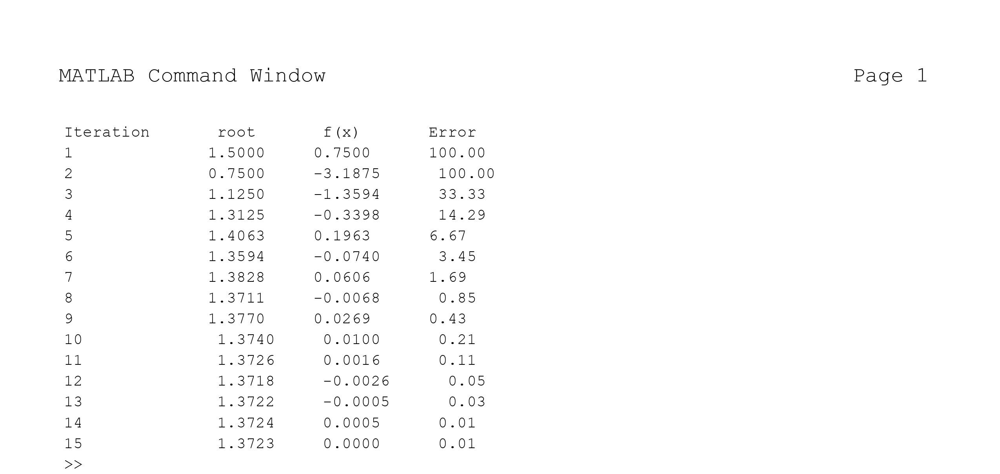 MATLAB Command Window Page 1
Iteration root f(x) Error
1 1.5000 0.7500 100.00
2 0.7500 -3.1875 100.00
3 1.1250 -1.3594 33.33
4 1.3125 -0.3398 14.29
5 1.4063 0.1963 6.67
6 1.3594 -0.0740 3.45
7 1.3828 0.0606 1.69
8 1.3711 -0.0068 0.85
9 1.3770 0.0269 0.43
10 1.3740 0.0100 0.21
11 1.3726 0.0016 0.11
12 1.3718 -0.0026 0.05
13 1.3722 -0.0005 0.03
14 1.3724 0.0005 0.01
15 1.3723 0.0000 0.01
>>